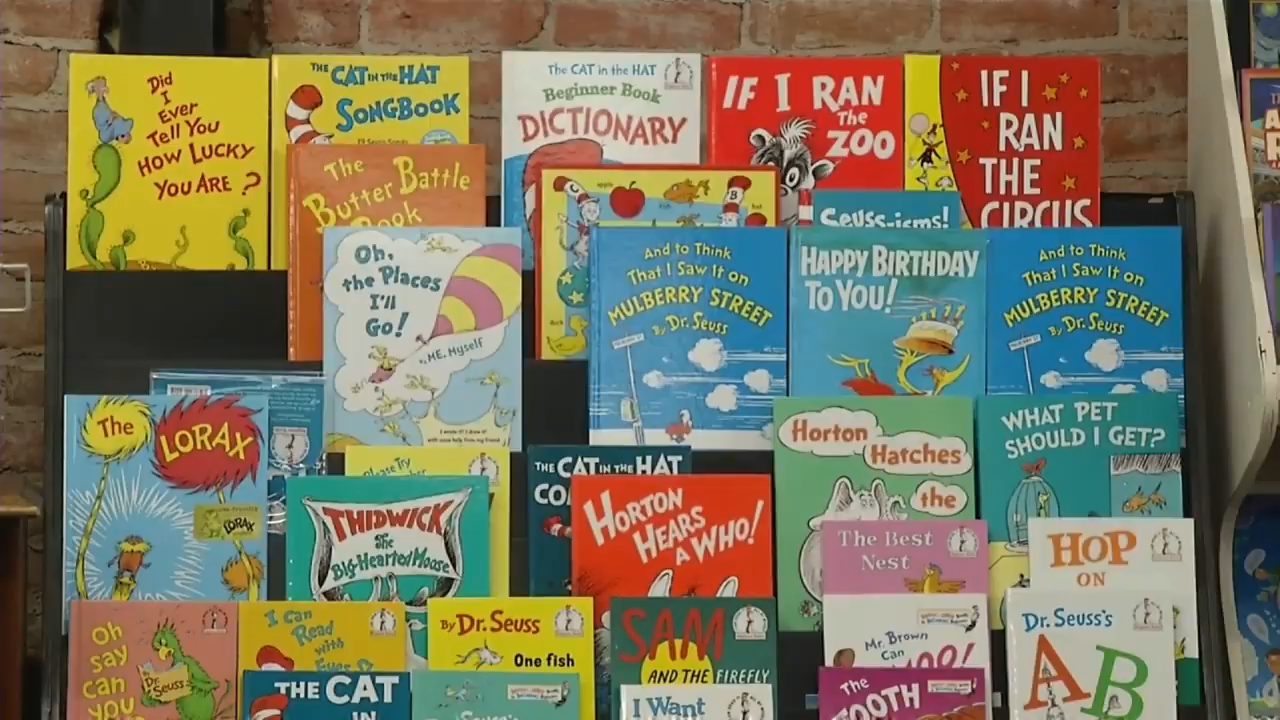 Did
I
Ever
Tell You
How Lucky
You Are?
The CAT in the HAT
SONGBOOK
The CAT in the HAT
Beginner Book
DICTIONARY
IF I RAN
The
ZOO
IF I
RAN
THE
CIRCUS
The
Butter Battle
Book
apple
Seuss-isms!
Oh,
the Places
I'll
Go!
by ME, Myself
And to Think
That I Saw It on
MULBERRY STREET
By Dr. Seuss
HAPPY BIRTHDAY
TO YOU!
And to Think
That I Saw It on
MULBERRY STREET
By Dr. Seuss
The
LORAX
LORAX
The CAT IN THE HAT
THIDWICK
The
Big-Hearted Moose
HORTON
HEARS
A WHO!
Horton
Hatches
the
WHAT PET
SHOULD I GET?
The Best
Nest
HOP
ON
Oh
say
can
you
Dr. Seuss
I can
Read
with
By Dr. Seuss
One fish
SAM
AND THE FIREFLY
Mr. Brown
Can
MOO!
Dr. Seuss's
A B
THE CAT
IN
I Want
The
TOOTH